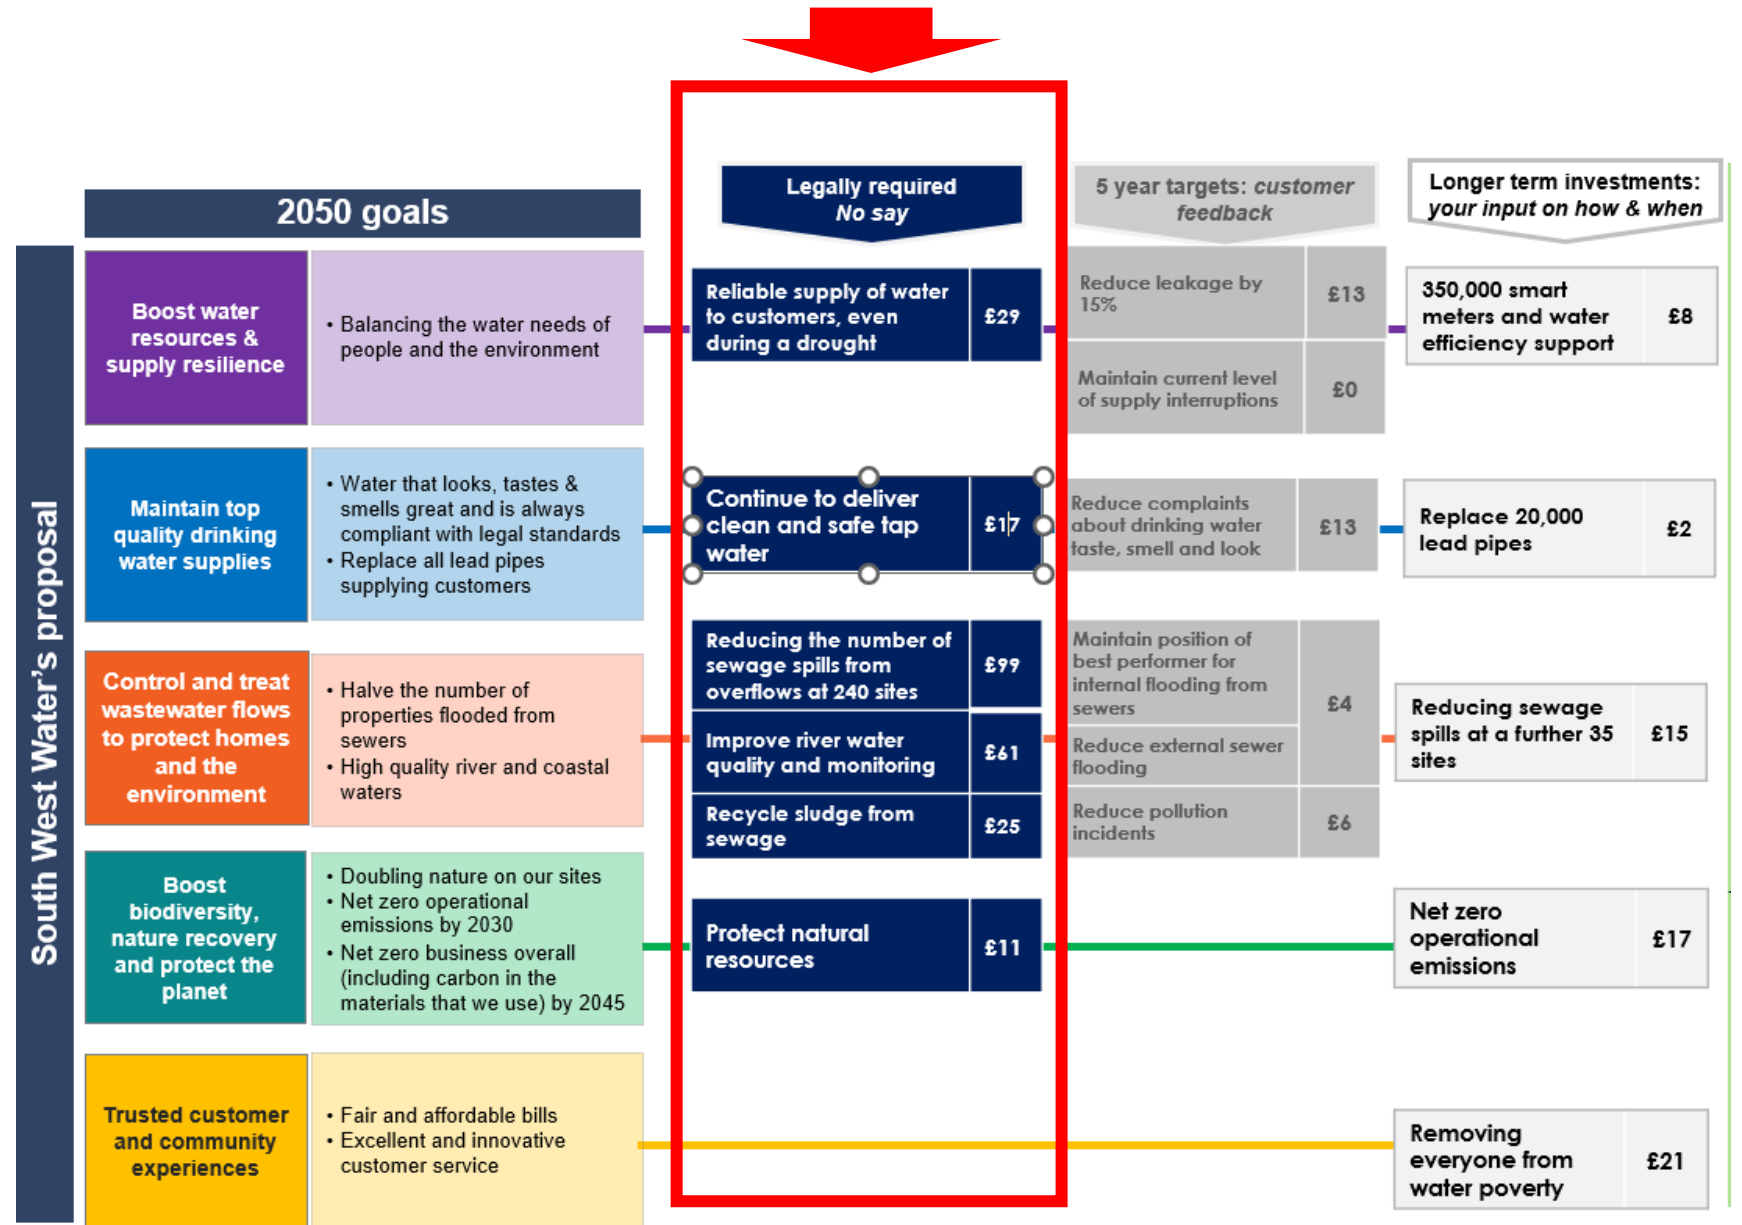 Legally required
No say
5 year targets: customer
feedback
Longer term investments:
your input on how & when
2050 goals
South West Water's proposal
Boost water
resources &
supply resilience
• Balancing the water needs of
people and the environment
Reliable supply of water
to customers, even
during a drought
£29
Reduce leakage by
15%
£13
Maintain current level
of supply interruptions
£0
350,000 smart
meters and water
efficiency support
£8
Maintain top
quality drinking
water supplies
• Water that looks, tastes &
smells great and is always
compliant with legal standards
• Replace all lead pipes
supplying customers
Continue to deliver
clean and safe tap
water
£17
Reduce complaints
about drinking water
taste, smell and look
£13
Replace 20,000
lead pipes
£2
Control and treat
wastewater flows
to protect homes
and the
environment
• Halve the number of
properties flooded from
sewers
• High quality river and coastal
waters
Reducing the number of
sewage spills from
overflows at 240 sites
£99
Improve river water
quality and monitoring
£61
Recycle sludge from
sewage
£25
Maintain position of
best performer for
internal flooding from
sewers
£4
Reduce external sewer
flooding
Reduce pollution
incidents
£6
Reducing sewage
spills at a further 35
sites
£15
Boost
biodiversity,
nature recovery
and protect the
planet
• Doubling nature on our sites
• Net zero operational
emissions by 2030
• Net zero business overall
(including carbon in the
materials that we use) by 2045
Protect natural
resources
£11
Net zero
operational
emissions
£17
Trusted customer
and community
experiences
• Fair and affordable bills
• Excellent and innovative
customer service
Removing
everyone from
water poverty
£21